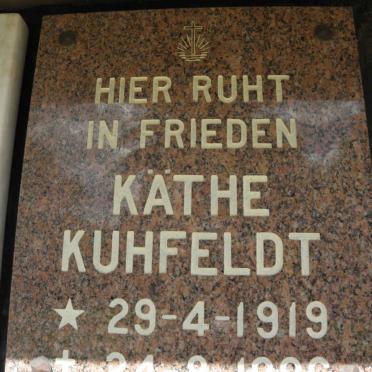 HIER RUHT
IN FRIEDEN
KÄTHE
KUHFELDT
★ 29-4-1919